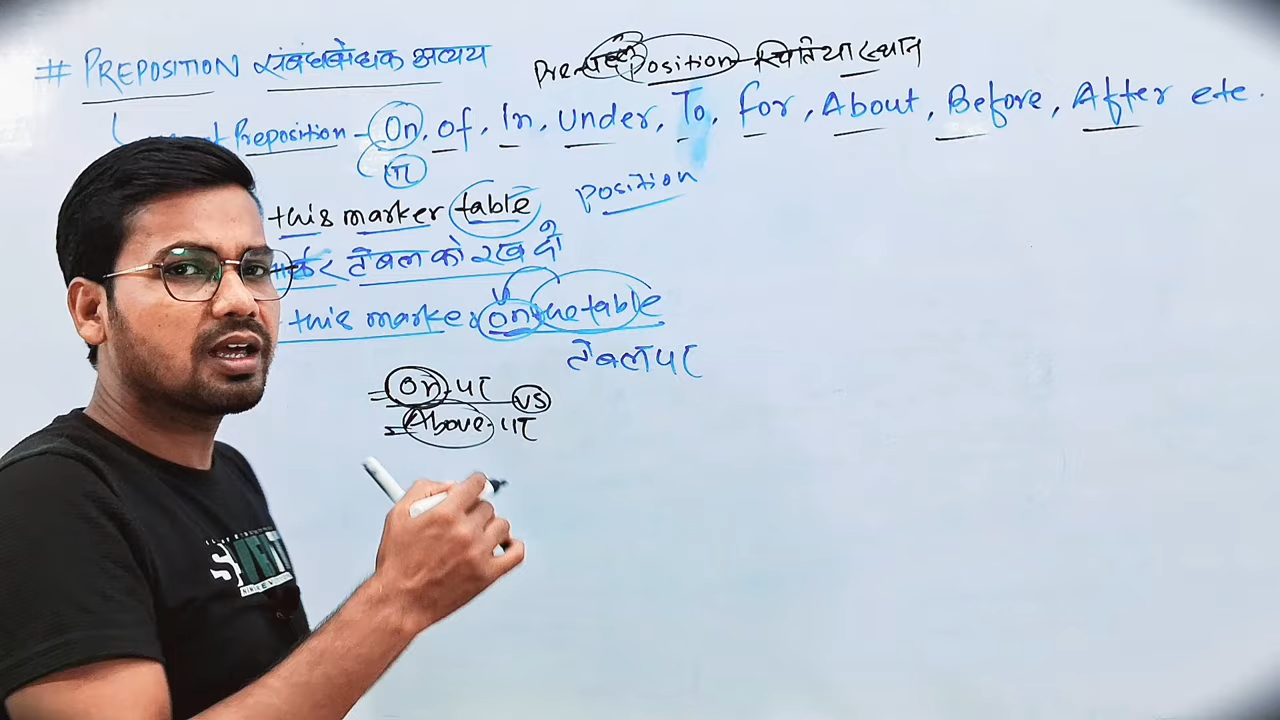 # PREPOSITION संबंधबोधक अव्यय
Pre- पहले position - स्थिति या स्थान
Preposition - On, of, In, Under, To, for, About, Before, After etc.
पर
this marker table position
टेबल को रख दो
this marker on the table
टेबल पर
On - पर VS
Above - पर